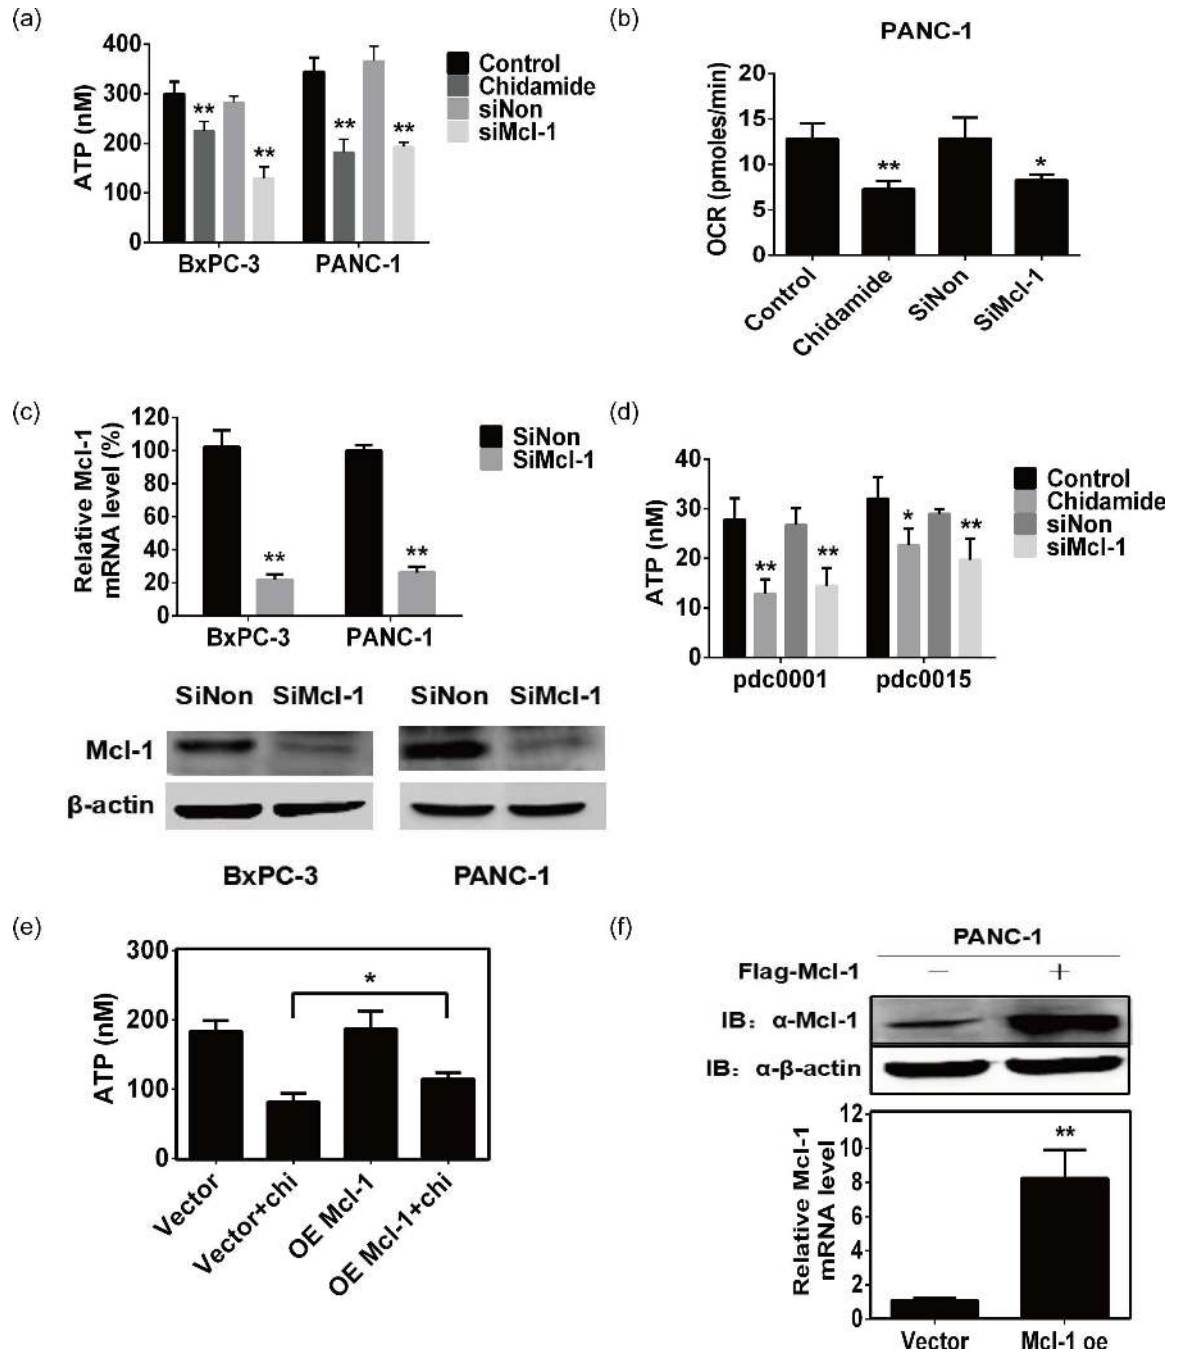 (a)
ATP (nM)
400
300
200
100
0
** ** ** **
BxPC-3 PANC-1
Control
Chidamide
siNon
siMcl-1
(b)
PANC-1
OCR (pmoles/min)
20
15
10
5
0
** *
Control Chidamide SiNon SiMcl-1
(c)
Relative Mcl-1
mRNA level (%)
120
100
80
60
40
20
0
** **
BxPC-3 PANC-1
SiNon
SiMcl-1
SiNon SiMcl-1 SiNon SiMcl-1
Mcl-1
β-actin
BxPC-3 PANC-1
(d)
ATP (nM)
40
30
20
10
0
** ** * **
pdc0001 pdc0015
Control
Chidamide
siNon
siMcl-1
(e)
ATP (nM)
300
200
100
0
*
Vector Vector+chi OE Mcl-1 OE Mcl-1+chi
(f)
PANC-1
Flag-Mcl-1 — +
IB: α-Mcl-1
IB: α-β-actin
Relative Mcl-1
mRNA level
12
10
8
6
4
2
0
**
Vector Mcl-1 oe